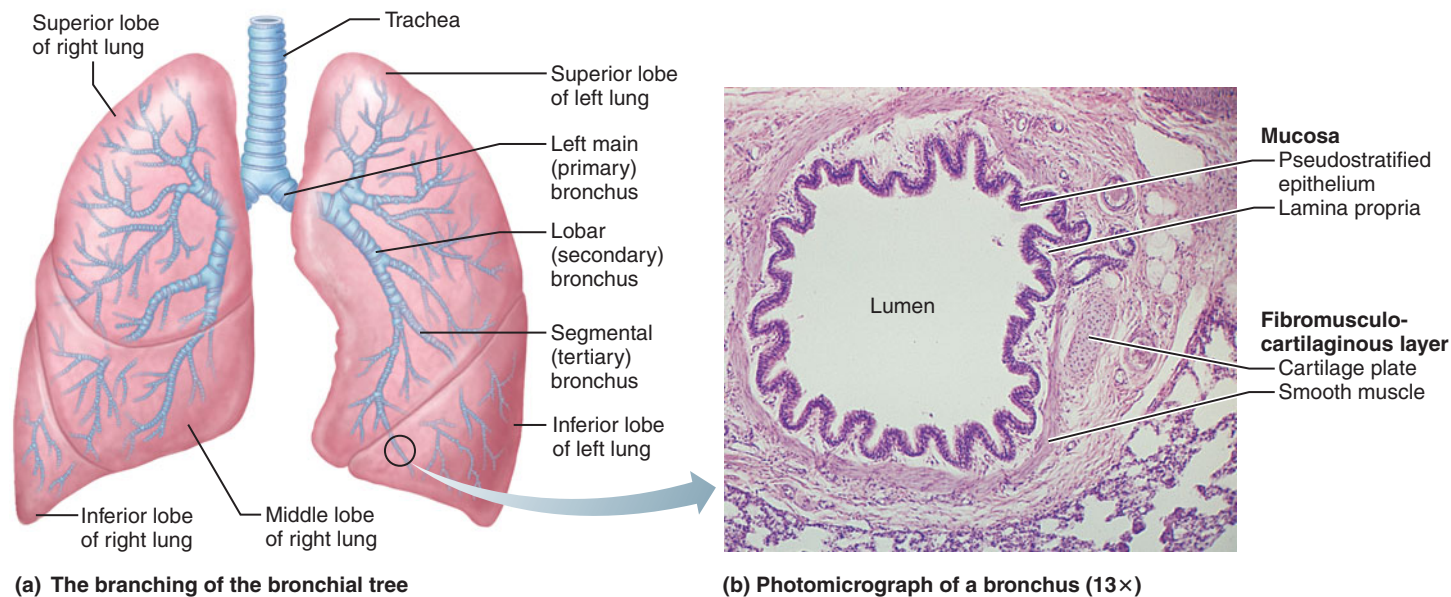 Superior lobe
of right lung
Trachea
Superior lobe
of left lung
Left main
(primary)
bronchus
Lobar
(secondary)
bronchus
Segmental
(tertiary)
bronchus
Inferior lobe
of left lung
Inferior lobe
of right lung
Middle lobe
of right lung
(a) The branching of the bronchial tree
Lumen
Mucosa
Pseudostratified
epithelium
Lamina propria
Fibromusculo-
cartilaginous layer
Cartilage plate
Smooth muscle
(b) Photomicrograph of a bronchus (13×)